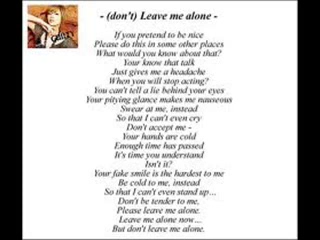 - (don't) Leave me alone -
If you pretend to be nice
Please do this in some other places
What would you know about that?
Your know that talk
Just gives me a headache
When will you stop acting?
You can't tell a lie behind your eyes
Your pitying glance makes me nauseous
Swear at me, instead
So that I can't even cry
Don't accept me -
Your hands are cold
Enough time has passed
It's time you understand
Isn't it?
Your fake smile is the hardest to me
Be cold to me, instead
So that I can't even stand up...
Don't be tender to me,
Please leave me alone.
Leave me alone now...
But don't leave me alone.